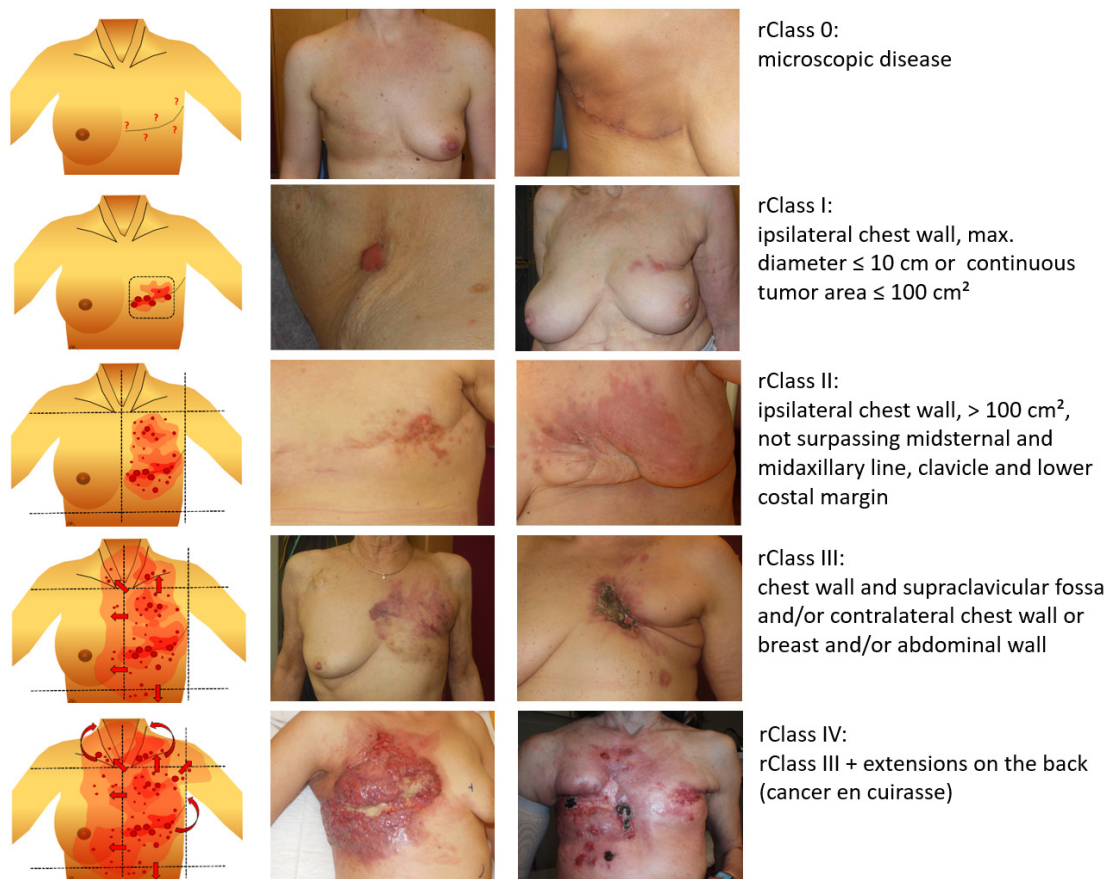 ? ? ? ? ?
rClass 0:
microscopic disease
rClass I:
ipsilateral chest wall, max.
diameter ≤ 10 cm or continuous
tumor area ≤ 100 cm²
rClass II:
ipsilateral chest wall, > 100 cm²,
not surpassing midsternal and
midaxillary line, clavicle and lower
costal margin
rClass III:
chest wall and supraclavicular fossa
and/or contralateral chest wall or
breast and/or abdominal wall
rClass IV:
rClass III + extensions on the back
(cancer en cuirasse)